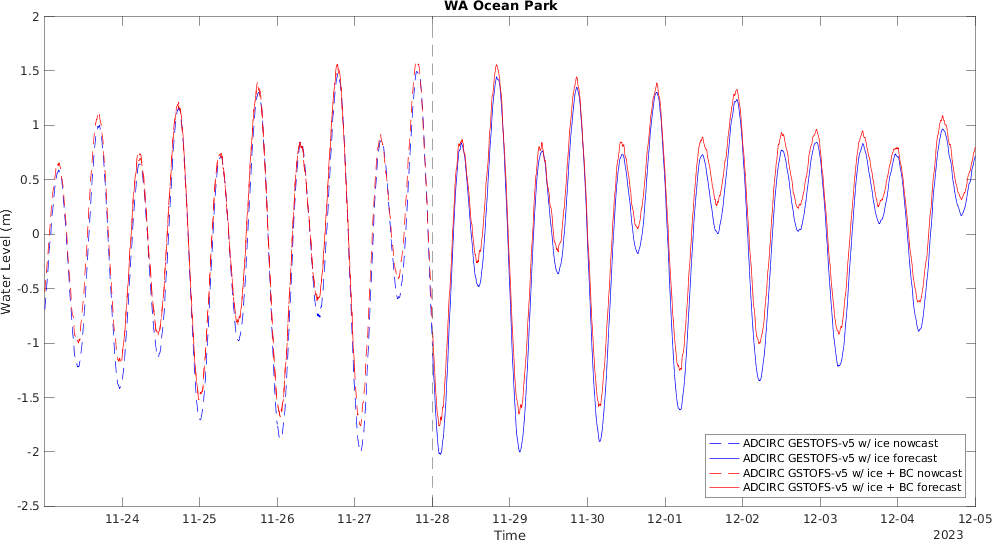 WA Ocean Park
2
1.5
1
0.5
0
-0.5
-1
-1.5
-2
-2.5
Water Level (m)
ADCIRC GESTOFS-v5 w/ ice nowcast
ADCIRC GESTOFS-v5 w/ ice forecast
ADCIRC GSTOFS-v5 w/ ice + BC nowcast
ADCIRC GSTOFS-v5 w/ ice + BC forecast
11-24 11-25 11-26 11-27 11-28 11-29 11-30 12-01 12-02 12-03 12-04 12-05
Time
2023